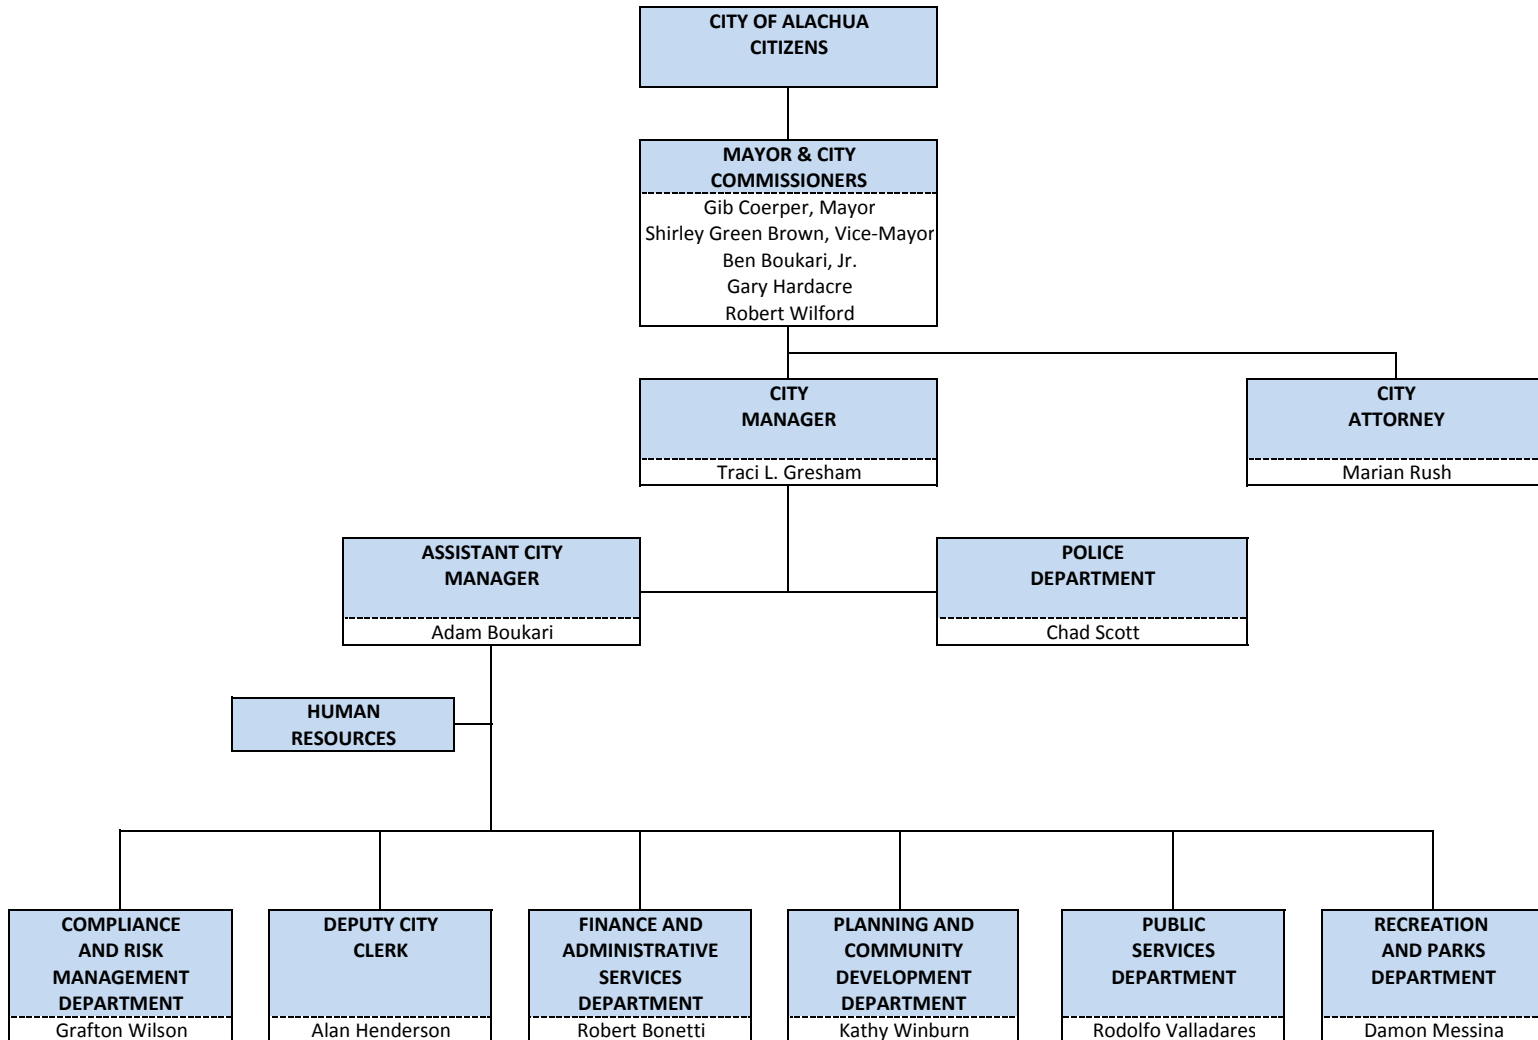 CITY OF ALACHUA
CITIZENS
MAYOR & CITY
COMMISSIONERS
Gib Coerper, Mayor
Shirley Green Brown, Vice-Mayor
Ben Boukari, Jr.
Gary Hardacre
Robert Wilford
CITY
MANAGER
Traci L. Gresham
CITY
ATTORNEY
Marian Rush
ASSISTANT CITY
MANAGER
Adam Boukari
POLICE
DEPARTMENT
Chad Scott
HUMAN
RESOURCES
COMPLIANCE
AND RISK
MANAGEMENT
DEPARTMENT
Grafton Wilson
DEPUTY CITY
CLERK
Alan Henderson
FINANCE AND
ADMINISTRATIVE
SERVICES
DEPARTMENT
Robert Bonetti
PLANNING AND
COMMUNITY
DEVELOPMENT
DEPARTMENT
Kathy Winburn
PUBLIC
SERVICES
DEPARTMENT
Rodolfo Valladares
RECREATION
AND PARKS
DEPARTMENT
Damon Messina